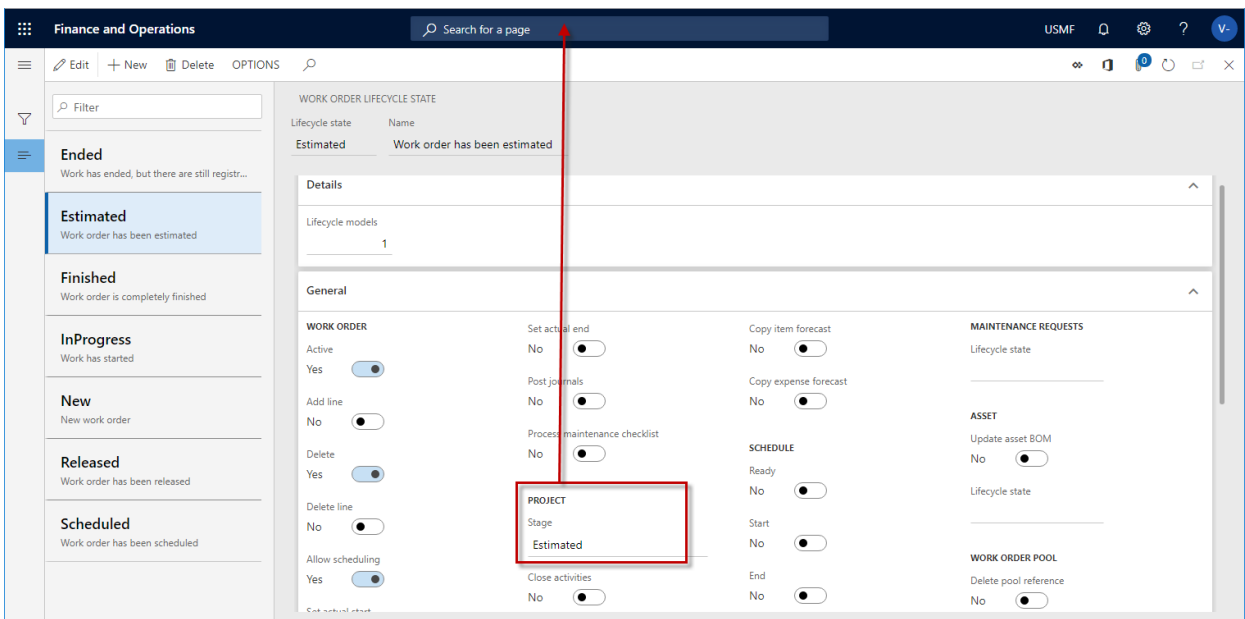 Finance and Operations
Search for a page
USMF
?
V-
Edit
New
Delete
OPTIONS
0
Filter
Ended
Work has ended, but there are still registr...
Estimated
Work order has been estimated
Finished
Work order is completely finished
InProgress
Work has started
New
New work order
Released
Work order has been released
Scheduled
Work order has been scheduled
WORK ORDER LIFECYCLE STATE
Lifecycle state Name
Estimated Work order has been estimated
Details
Lifecycle models
1
General
WORK ORDER
Active
Yes
Add line
No
Delete
Yes
Delete line
No
Allow scheduling
Yes
Set actual start
Set actual end
No
Post journals
No
Process maintenance checklist
No
PROJECT
Stage
Estimated
Close activities
No
Copy item forecast
No
Copy expense forecast
No
SCHEDULE
Ready
No
Start
No
End
No
MAINTENANCE REQUESTS
Lifecycle state
ASSET
Update asset BOM
No
Lifecycle state
WORK ORDER POOL
Delete pool reference
No